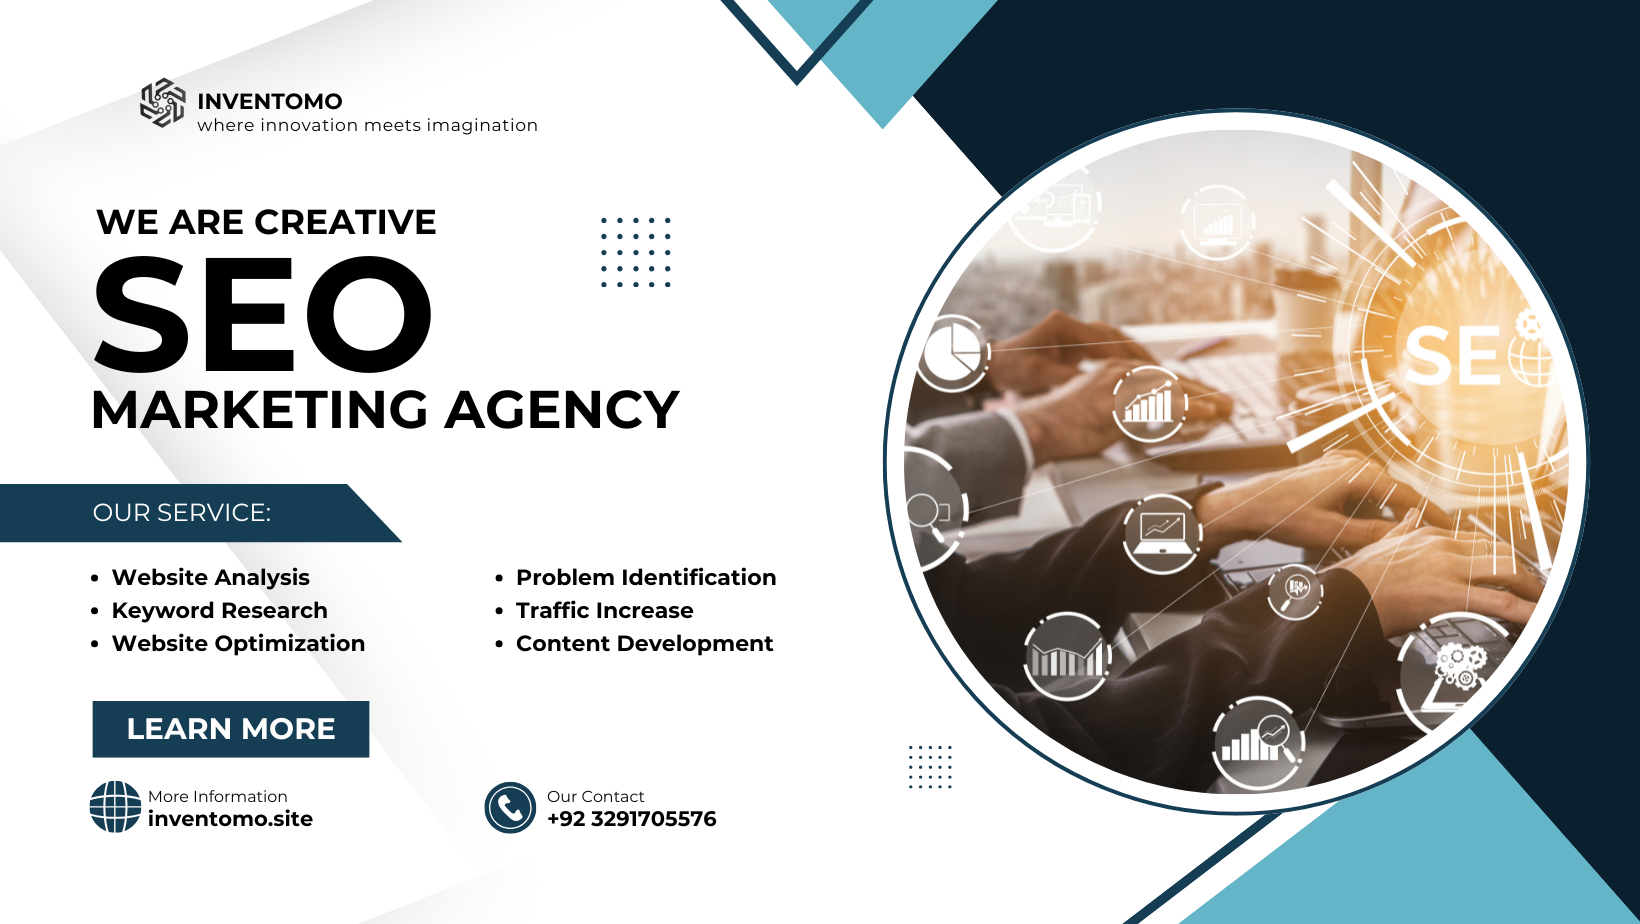 INVENTOMO
where innovation meets imagination
WE ARE CREATIVE
SEO
MARKETING AGENCY
OUR SERVICE:
• Website Analysis
• Keyword Research
• Website Optimization
• Problem Identification
• Traffic Increase
• Content Development
LEARN MORE
More Information
inventomo.site
Our Contact
+92 3291705576
SEO